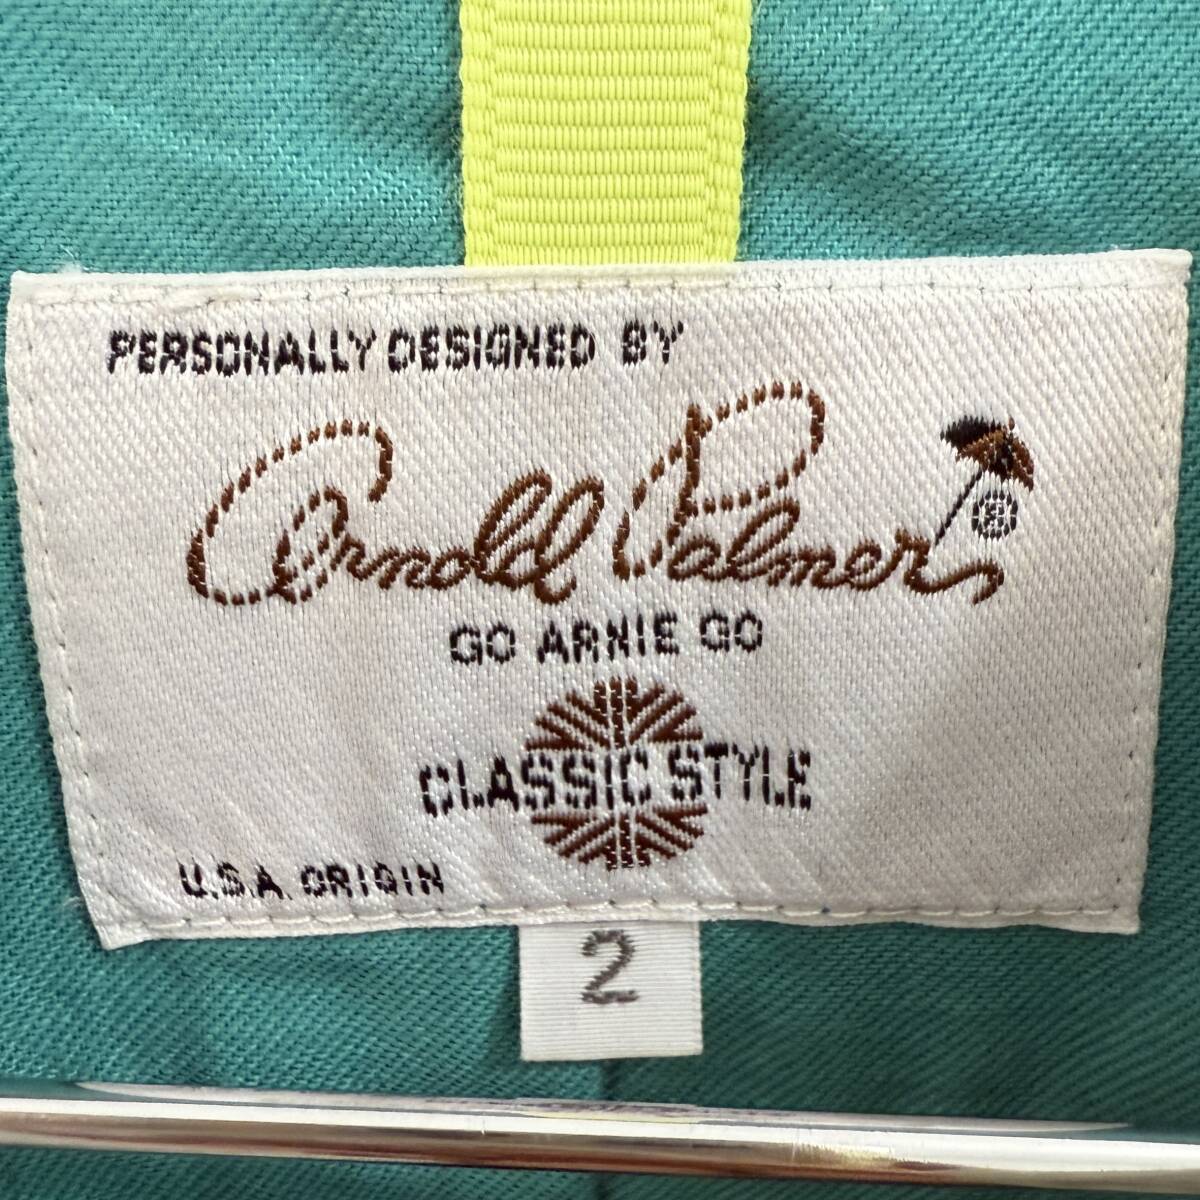 PERSONALLY DESIGNED BY
Arnold Palmer
GO ARNIE GO
CLASSIC STYLE
U.S.A. ORIGIN
2